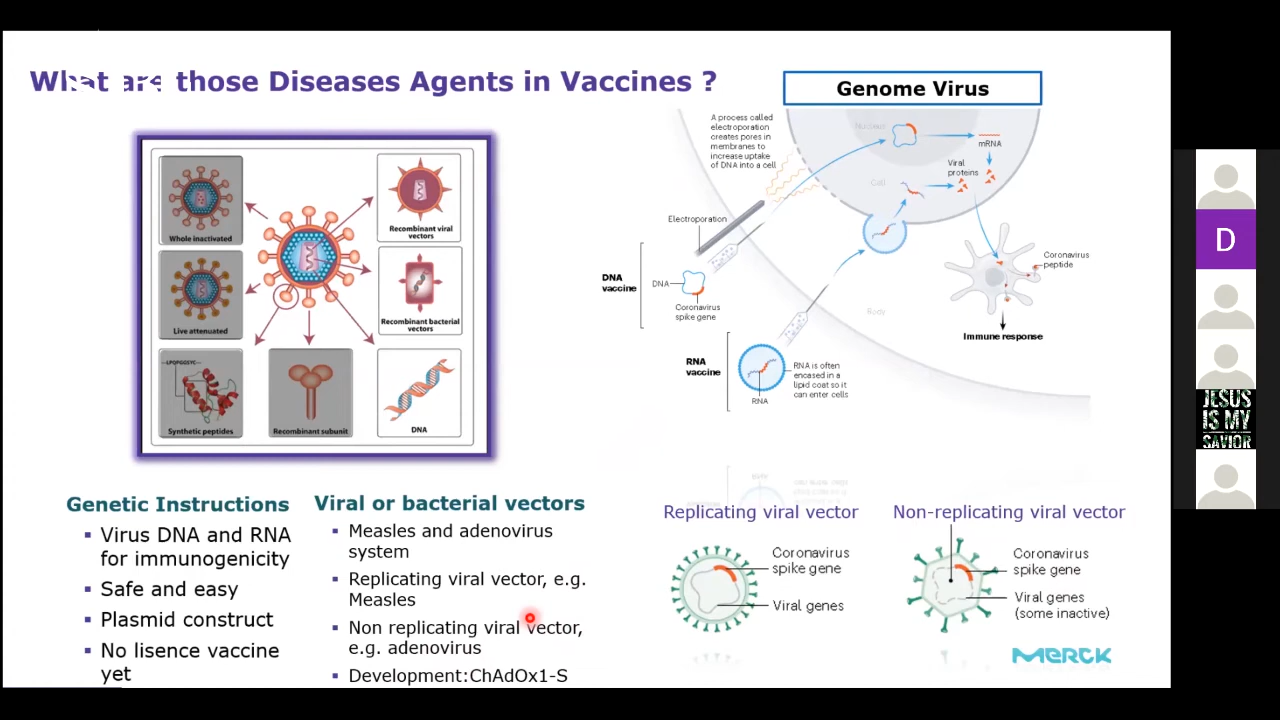 What are those Diseases Agents in Vaccines ?
Genome Virus
Whole inactivated
Live attenuated
--LPQPGQSYC--
Synthetic peptides
Recombinant subunit
Recombinant viral
vectors
Recombinant bacterial
vectors
DNA
A process called
electroporation
creates pores in
membranes to
increase uptake
of DNA into a cell
Nucleus
mRNA
Viral
proteins
Cell
Electroporation
DNA
vaccine
DNA
Coronavirus
spike gene
Coronavirus
peptide
Body
Immune response
RNA
vaccine
RNA is often
encased in a
lipid coat so it
can enter cells
RNA
Genetic Instructions
▪ Virus DNA and RNA
for immunogenicity
▪ Safe and easy
▪ Plasmid construct
▪ No lisence vaccine
yet
Viral or bacterial vectors
▪ Measles and adenovirus
system
▪ Replicating viral vector, e.g.
Measles
▪ Non replicating viral vector,
e.g. adenovirus
▪ Development:ChAdOx1-S
Replicating viral vector
Coronavirus
spike gene
Viral genes
Non-replicating viral vector
Coronavirus
spike gene
Viral genes
(some inactive)
MERCK
D
JESUS
IS MY
SAVIOR